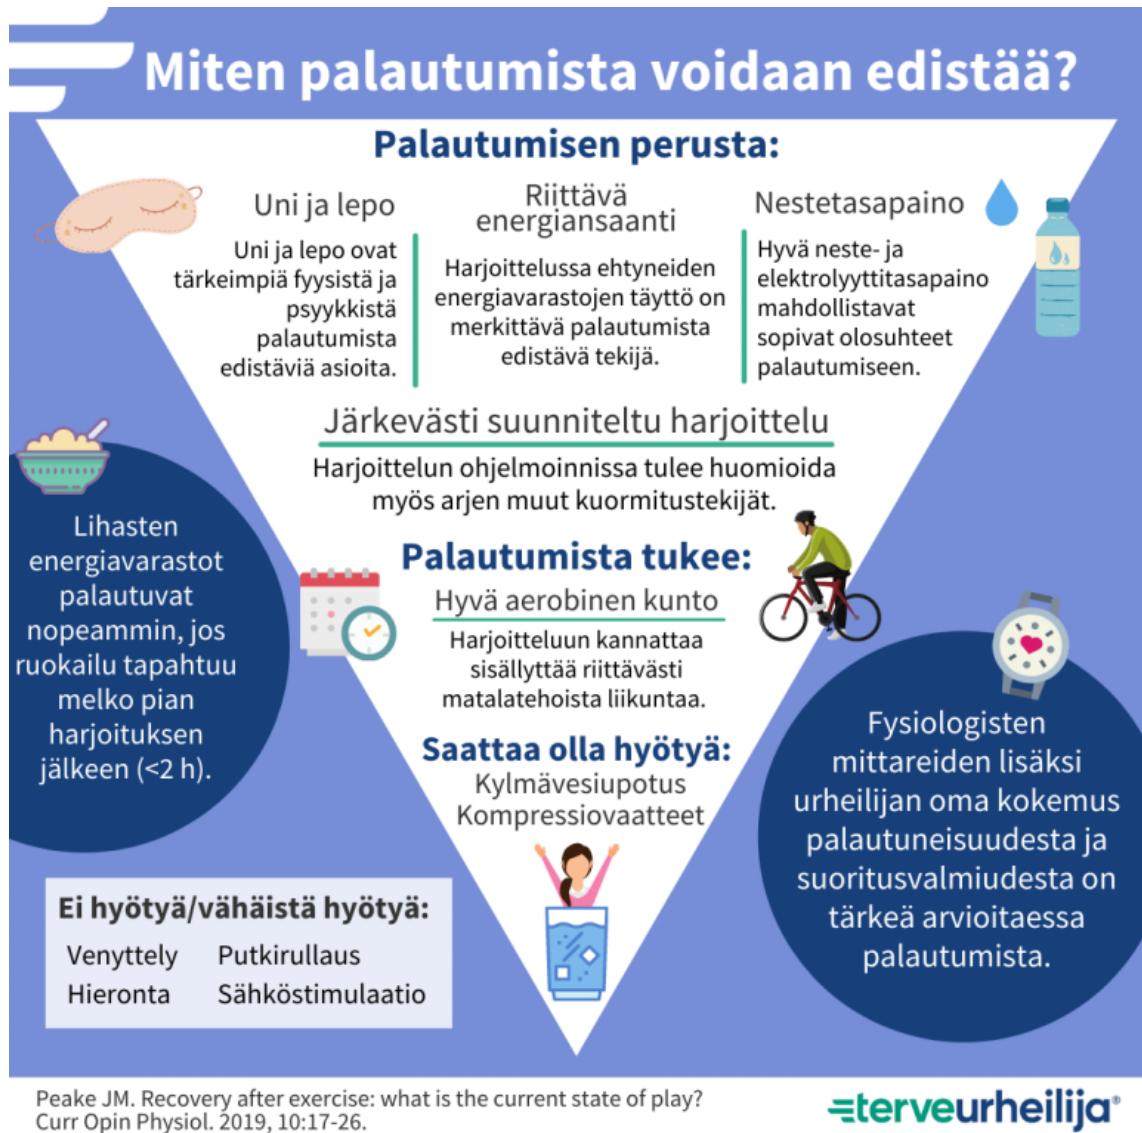 Miten palautumista voidaan edistää?
Palautumisen perusta:
Uni ja lepo
Uni ja lepo ovat
tärkeimpiä fyysistä ja
psyykkistä
palautumista
edistäviä asioita.
Riittävä
energiansaanti
Harjoittelussa ehtyneiden
energiavarastojen täyttö on
merkittävä palautumista
edistävä tekijä.
Nestetasapaino
Hyvä neste- ja
elektrolyyttitasapaino
mahdollistavat
sopivat olosuhteet
palautumiseen.
Järkevästi suunniteltu harjoittelu
Harjoittelun ohjelmoinnissa tulee huomioida
myös arjen muut kuormitustekijät.
Lihasten
energiavarastot
palautuvat
nopeammin, jos
ruokailu tapahtuu
melko pian
harjoituksen
jälkeen (<2 h).
Palautumista tukee:
Hyvä aerobinen kunto
Harjoitteluun kannattaa
sisällyttää riittävästi
matalatehoista liikuntaa.
Saattaa olla hyötyä:
Kylmävesiupotus
Kompressiovaatteet
Fysiologisten
mittareiden lisäksi
urheilijan oma kokemus
palautuneisuudesta ja
suoritusvalmiudesta on
tärkeä arvioitaessa
palautumista.
Ei hyötyä/vähäistä hyötyä:
Venyttely Putkirullaus
Hieronta Sähköstimulaatio
Peake JM. Recovery after exercise: what is the current state of play?
Curr Opin Physiol. 2019, 10:17-26.
terveurheilija®